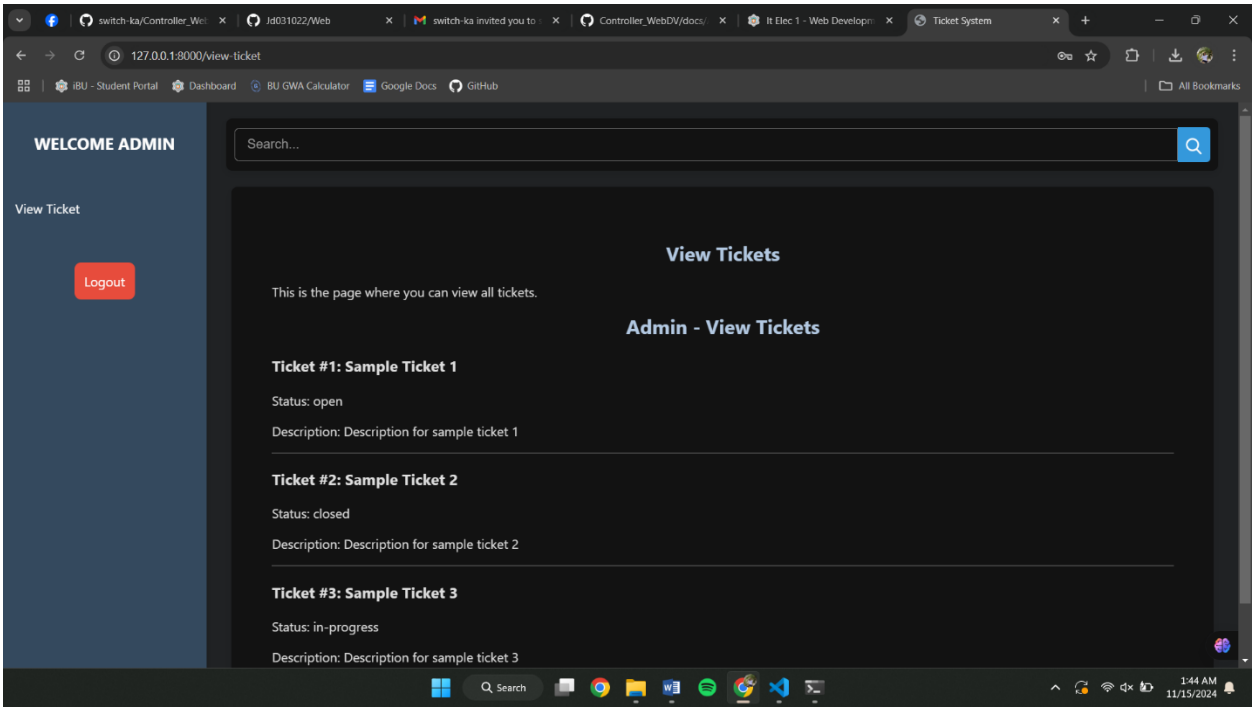 switch-ka/Controller_Wel
Jd031022/Web
switch-ka invited you to
Controller_WebDV/docs/
It Elec 1 - Web Developm
Ticket System
127.0.0.1:8000/view-ticket
iBU - Student Portal
Dashboard
BU GWA Calculator
Google Docs
GitHub
All Bookmarks
WELCOME ADMIN
Search...
View Ticket
Logout
View Tickets
This is the page where you can view all tickets.
Admin - View Tickets
Ticket #1: Sample Ticket 1
Status: open
Description: Description for sample ticket 1
Ticket #2: Sample Ticket 2
Status: closed
Description: Description for sample ticket 2
Ticket #3: Sample Ticket 3
Status: in-progress
Description: Description for sample ticket 3
Search
1:44 AM
11/15/2024